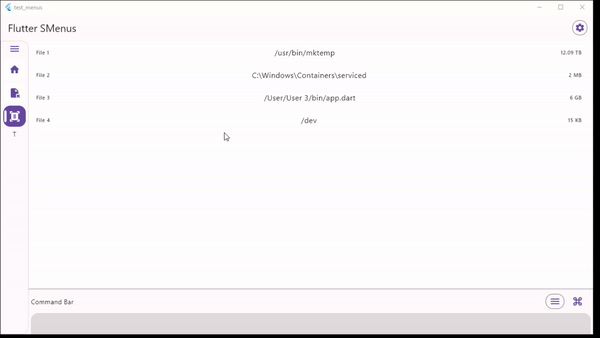 test_menus
Flutter SMenus
File 1 /usr/bin/mktemp 12.09 TB
File 2 C:\Windows\Containers\serviced 2 MB
File 3 /User/User 3/bin/app.dart 6 GB
File 4 /dev 15 KB
T
Command Bar